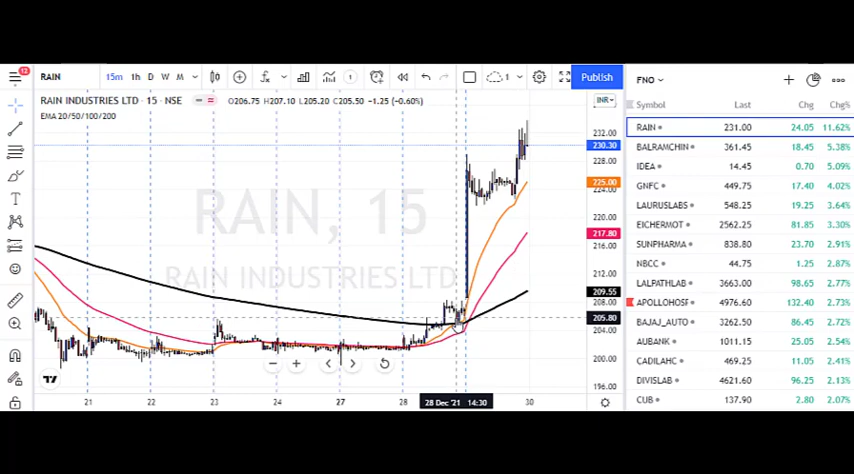 12
RAIN 15m 1h D W M 1 1 Publish
RAIN INDUSTRIES LTD · 15 · NSE O206.75 H207.10 L205.20 C205.50 −1.25 (−0.60%) INR
EMA 20/50/100/200
RAIN, 15
RAIN INDUSTRIES LTD
232.00
230.30
228.00
225.00
224.00
220.00
217.80
216.00
212.00
209.55
208.00
205.80
204.00
200.00
196.00
21 22 23 24 27 28 28 Dec '21 14:30 30
FNO
Symbol Last Chg Chg%
RAIN 231.00 24.05 11.62%
BALRAMCHIN 361.45 18.45 5.38%
IDEA 14.45 0.70 5.09%
GNFC 449.75 17.40 4.02%
LAURUSLABS 548.25 19.25 3.64%
EICHERMOT 2562.25 81.85 3.30%
SUNPHARMA 838.80 23.70 2.91%
NBCC 44.75 1.25 2.87%
LALPATHLAB 3663.00 98.65 2.77%
APOLLOHOSP 4976.60 132.40 2.73%
BAJAJ_AUTO 3262.50 86.45 2.72%
AUBANK 1011.15 25.05 2.54%
CADILAHC 469.25 11.05 2.41%
DIVISLAB 4621.60 96.25 2.13%
CUB 137.90 2.80 2.07%